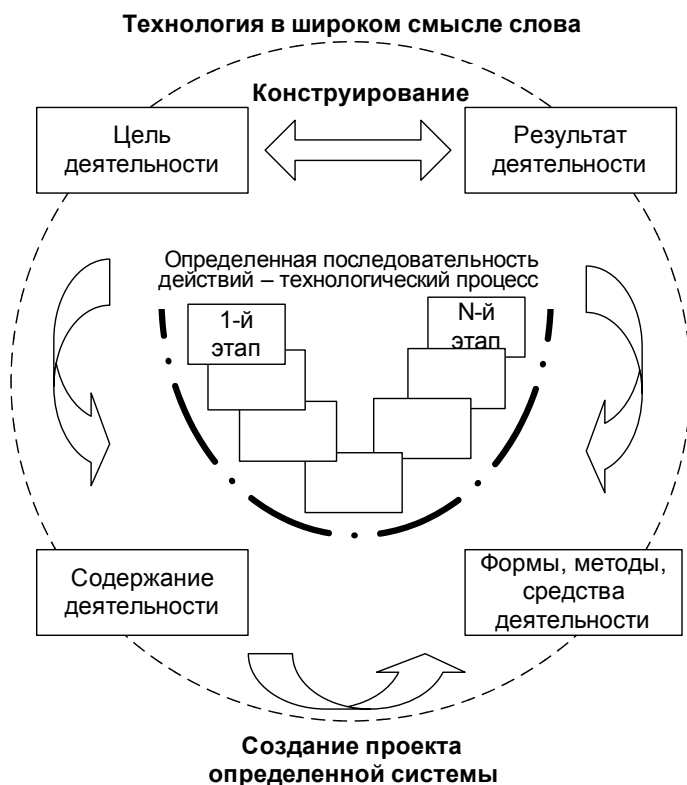 Технология в широком смысле слова
Конструирование
Цель
деятельности
Результат
деятельности
Определенная последовательность
действий – технологический процесс
1-й
этап
N-й
этап
Содержание
деятельности
Формы, методы,
средства
деятельности
Создание проекта
определенной системы